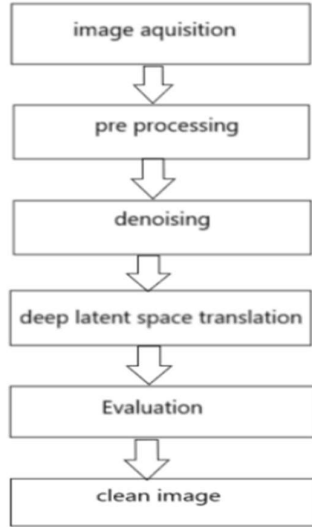 image aquisition
pre processing
denoising
deep latent space translation
Evaluation
clean image